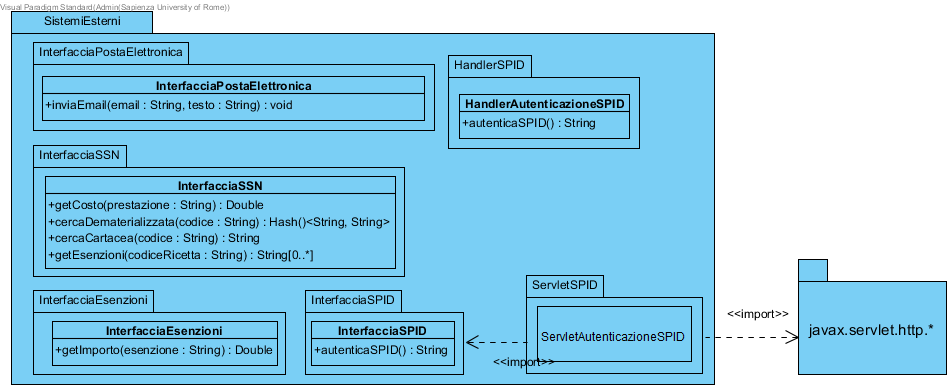 Visual Paradigm Standard(Admin(Sapienza University of Rome))
SistemiEsterni
InterfacciaPostaElettronica
InterfacciaPostaElettronica
+inviaEmail(email : String, testo : String) : void
HandlerSPID
HandlerAutenticazioneSPID
+autenticaSPID() : String
InterfacciaSSN
InterfacciaSSN
+getCosto(prestazione : String) : Double
+cercaDematerializzata(codice : String) : Hash()<String, String>
+cercaCartacea(codice : String) : String
+getEsenzioni(codiceRicetta : String) : String[0..*]
InterfacciaEsenzioni
InterfacciaEsenzioni
+getImporto(esenzione : String) : Double
InterfacciaSPID
InterfacciaSPID
+autenticaSPID() : String
<<import>>
ServletSPID
ServletAutenticazioneSPID
<<import>>
javax.servlet.http.*